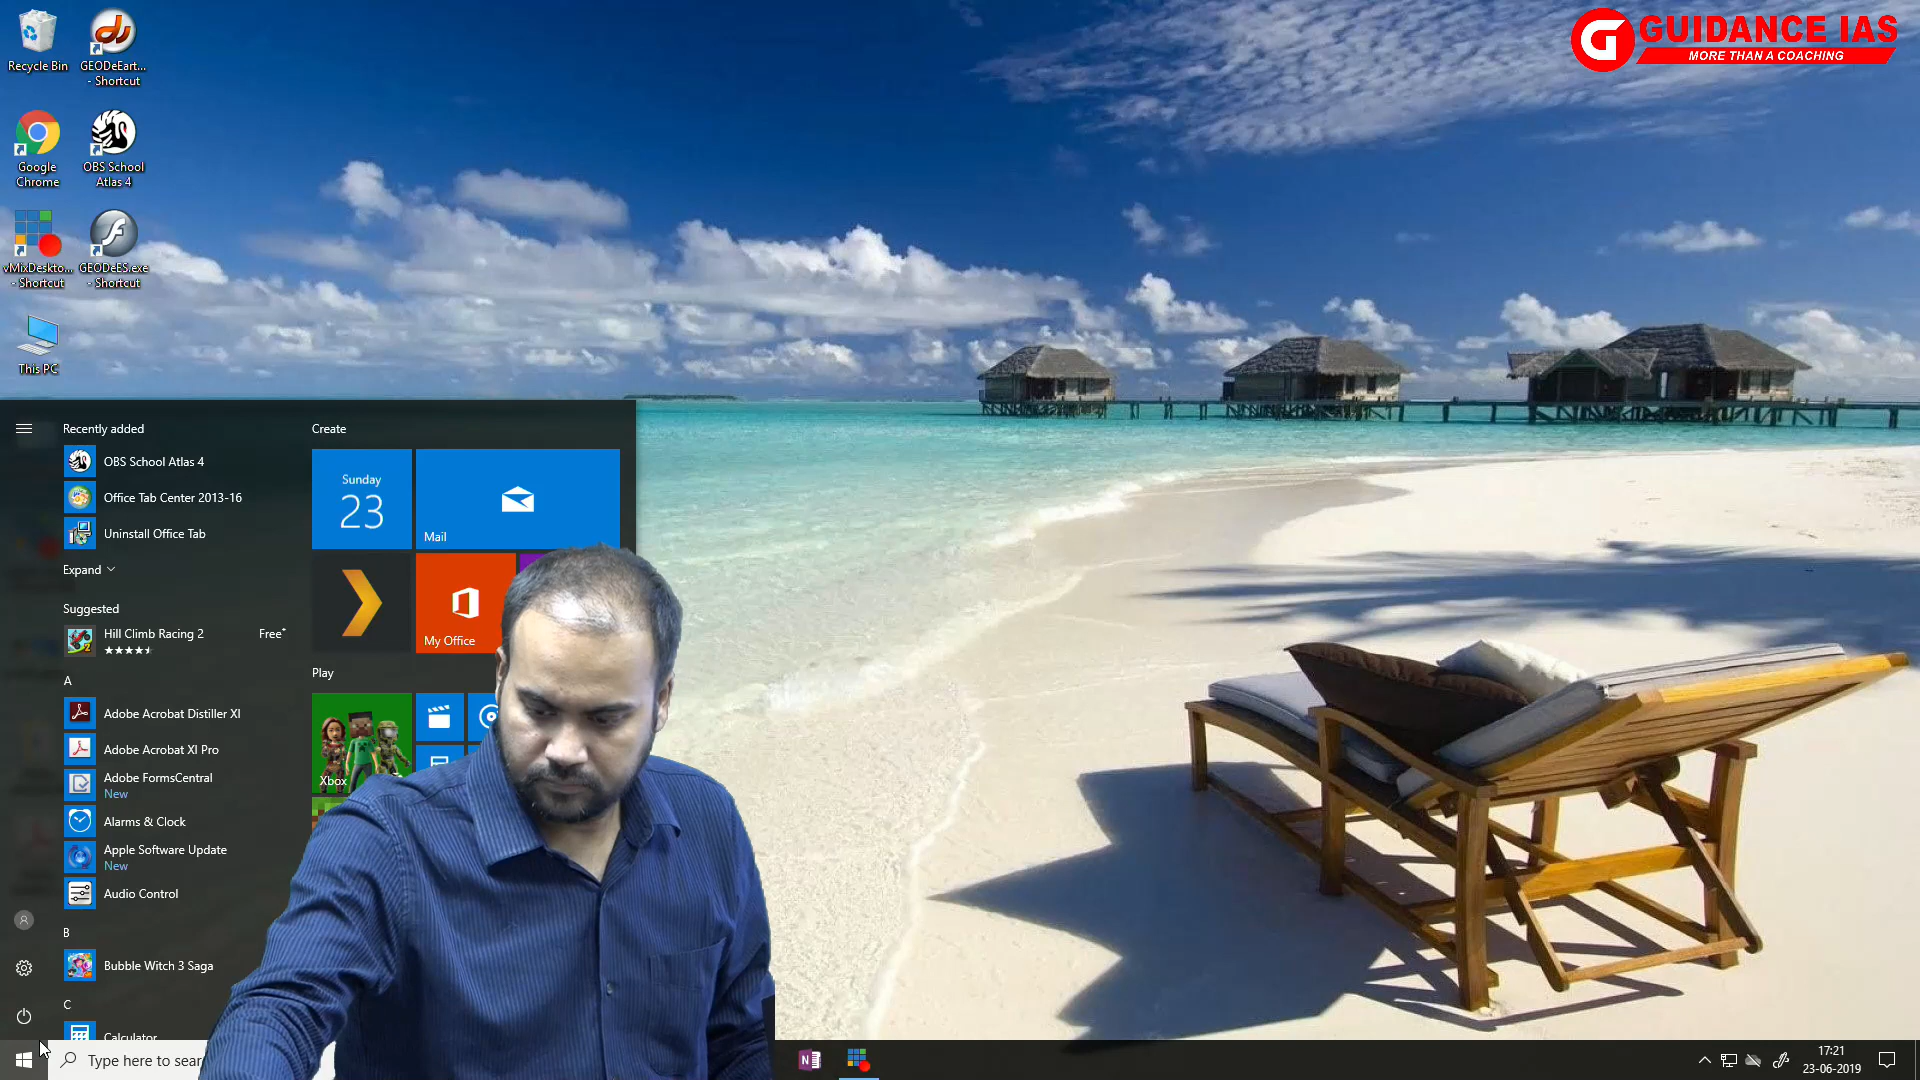 Recycle Bin
GEODeEart...
- Shortcut
GUIDANCE IAS
MORE THAN A COACHING
Google
Chrome
OBS School
Atlas 4
vMixDeskto...
- Shortcut
GEODeES.exe
- Shortcut
This PC
Recently added
OBS School Atlas 4
Office Tab Center 2013-16
Uninstall Office Tab
Expand
Suggested
Hill Climb Racing 2
Free*
A
Adobe Acrobat Distiller XI
Adobe Acrobat XI Pro
Adobe FormsCentral
New
Alarms & Clock
Apple Software Update
New
Audio Control
B
Bubble Witch 3 Saga
C
Calculator
Create
Sunday
23
Mail
My Office
Play
Xbox
Type here to sear
17:21
23-06-2019